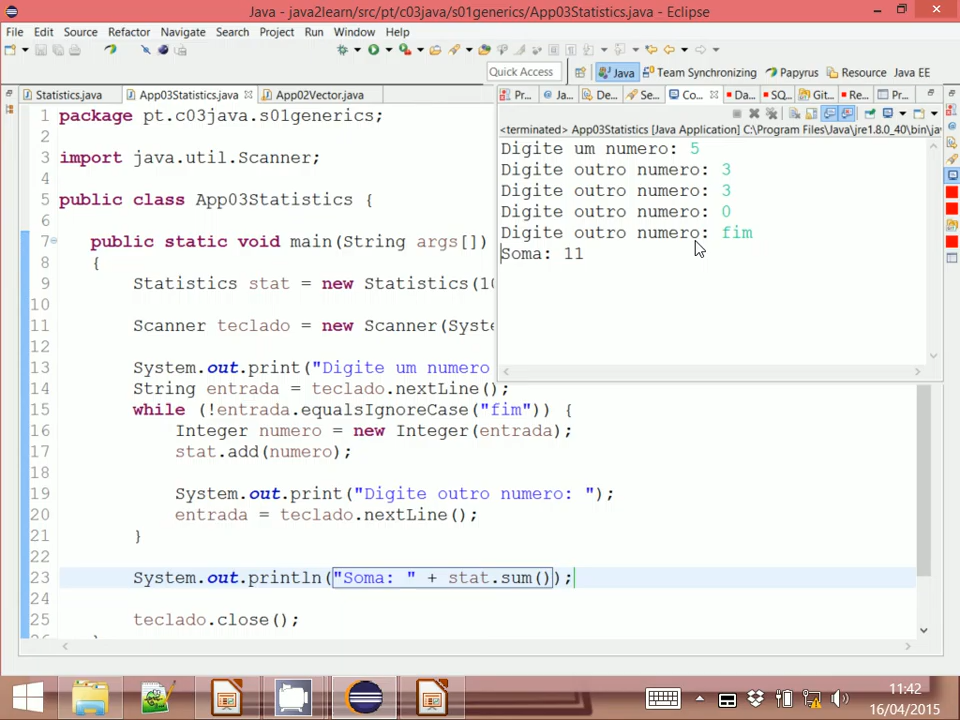 Java - java2learn/src/pt/c03java/s01generics/App03Statistics.java - Eclipse
File Edit Source Refactor Navigate Search Project Run Window Help
Quick Access
Java
Team Synchronizing
Papyrus
Resource
Java EE
Statistics.java
App03Statistics.java
App02Vector.java
Pr...
Ja...
De...
Se...
Co...
Da...
SQ...
Git...
Re...
Pr...
<terminated> App03Statistics [Java Application] C:\Program Files\Java\jre1.8.0_40\bin\jav
Digite um numero: 5
Digite outro numero: 3
Digite outro numero: 3
Digite outro numero: 0
Digite outro numero: fim
Soma: 11
1 package pt.c03java.s01generics;
2
3 import java.util.Scanner;
4
5 public class App03Statistics {
6
7 public static void main(String args[])
8 {
9 Statistics stat = new Statistics(10
10
11 Scanner teclado = new Scanner(Syste
12
13 System.out.print("Digite um numero
14 String entrada = teclado.nextLine();
15 while (!entrada.equalsIgnoreCase("fim")) {
16 Integer numero = new Integer(entrada);
17 stat.add(numero);
18
19 System.out.print("Digite outro numero: ");
20 entrada = teclado.nextLine();
21 }
22
23 System.out.println("Soma: " + stat.sum());
24
25 teclado.close();
26 }
11:42
16/04/2015